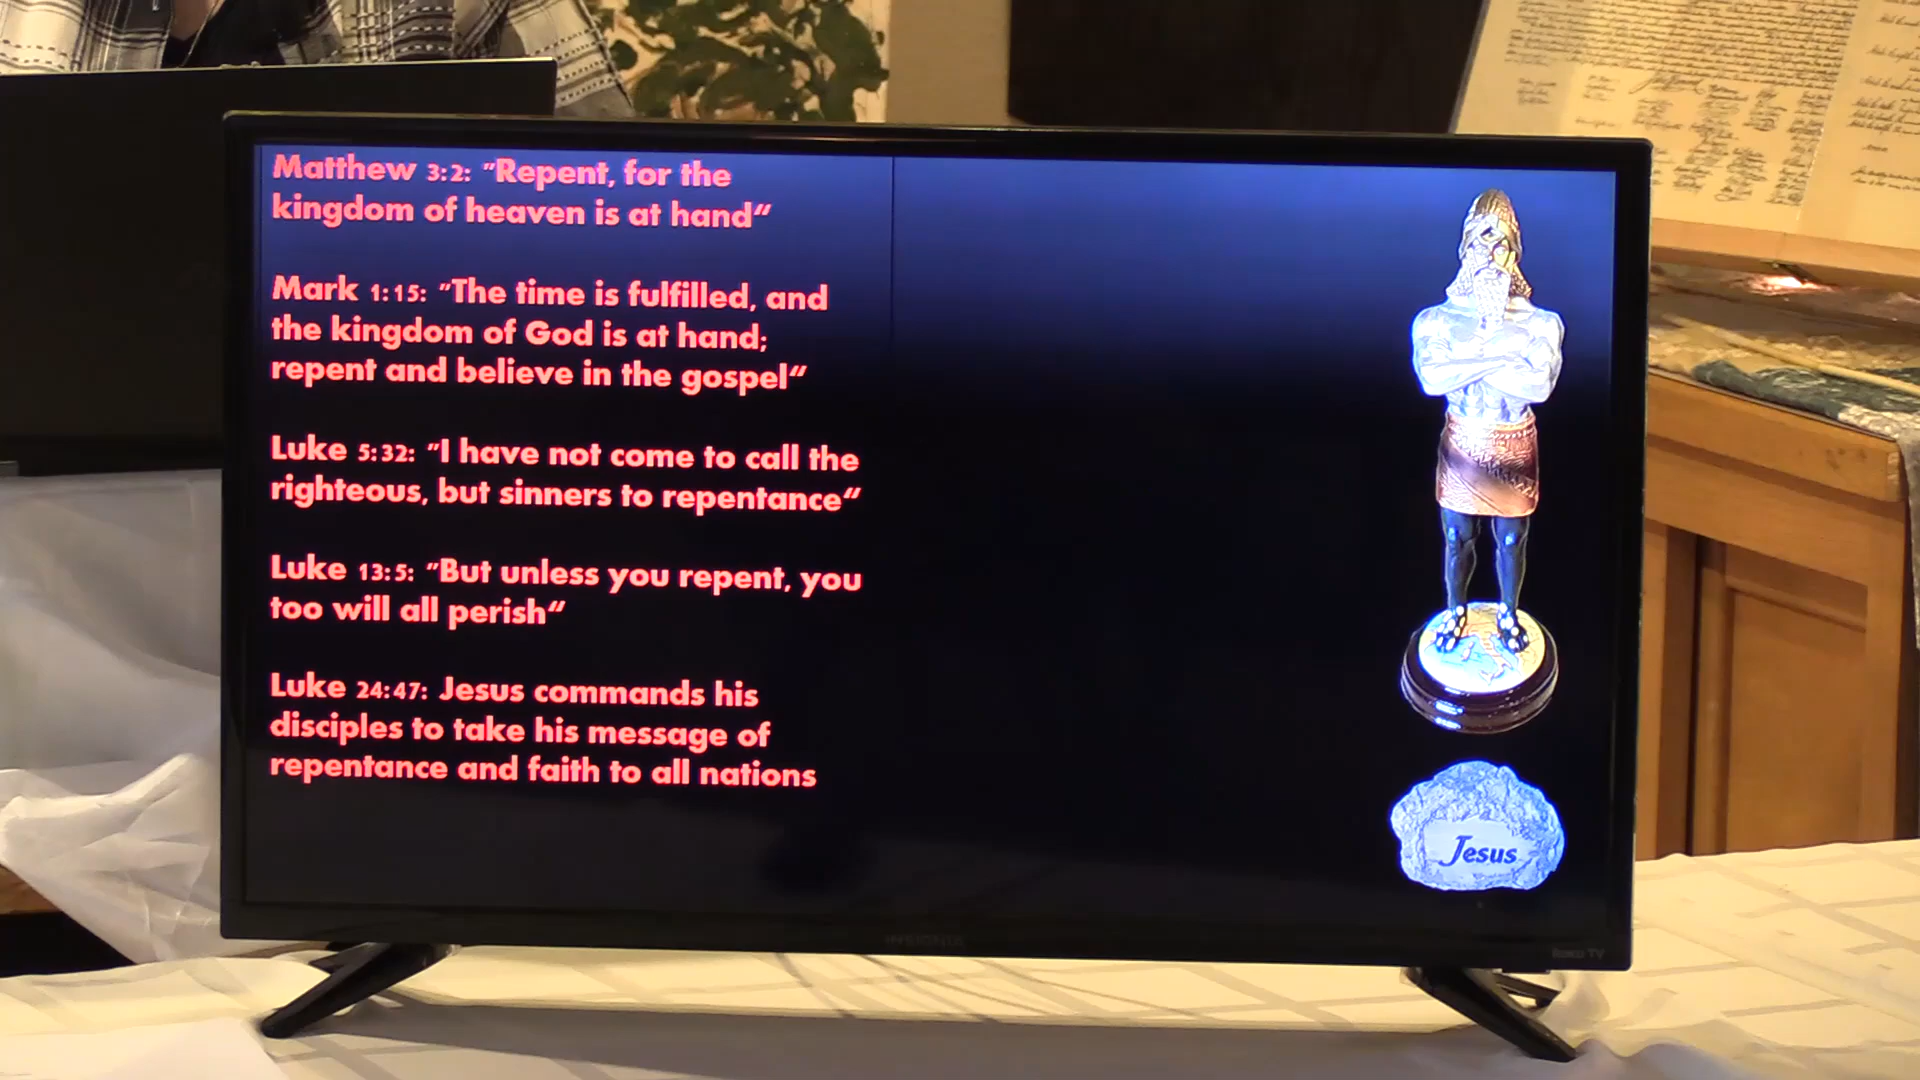 Matthew 3:2: "Repent, for the
kingdom of heaven is at hand"
Mark 1:15: "The time is fulfilled, and
the kingdom of God is at hand;
repent and believe in the gospel"
Luke 5:32: "I have not come to call the
righteous, but sinners to repentance"
Luke 13:5: "But unless you repent, you
too will all perish"
Luke 24:47: Jesus commands his
disciples to take his message of
repentance and faith to all nations
Jesus
INSIGNIA
Roku TV